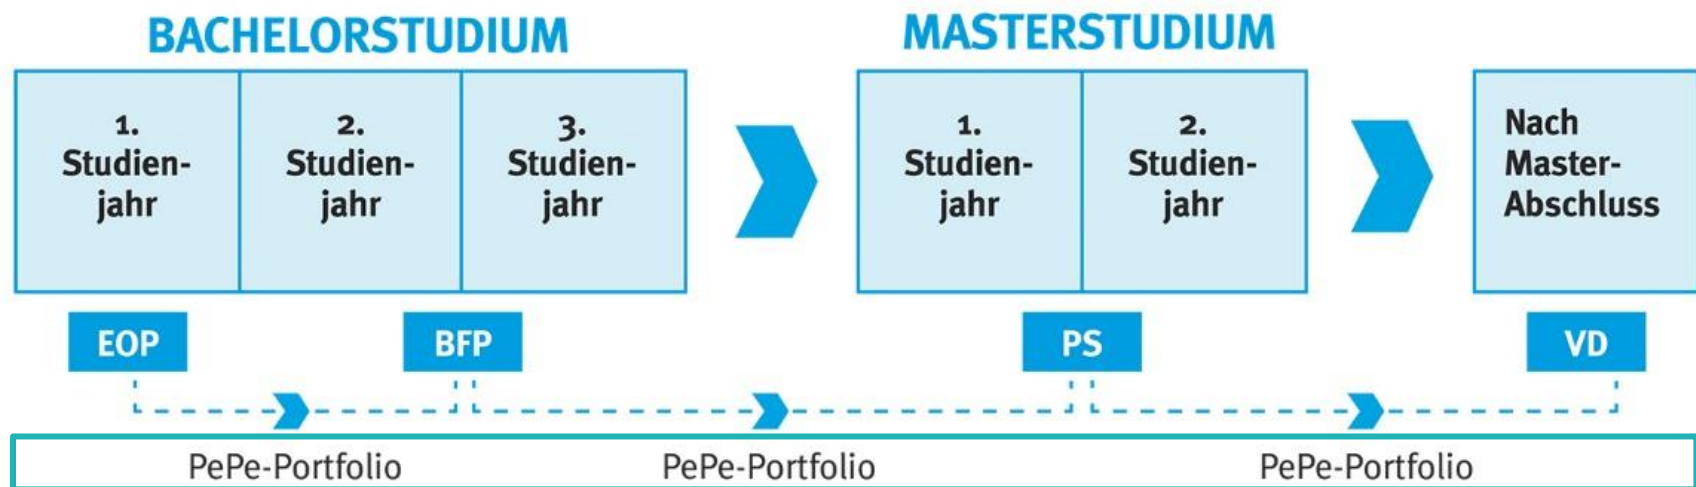 BACHELORSTUDIUM
MASTERSTUDIUM
1.
Studien-
jahr
2.
Studien-
jahr
3.
Studien-
jahr
1.
Studien-
jahr
2.
Studien-
jahr
Nach
Master-
Abschluss
EOP
BFP
PS
VD
PePe-Portfolio
PePe-Portfolio
PePe-Portfolio